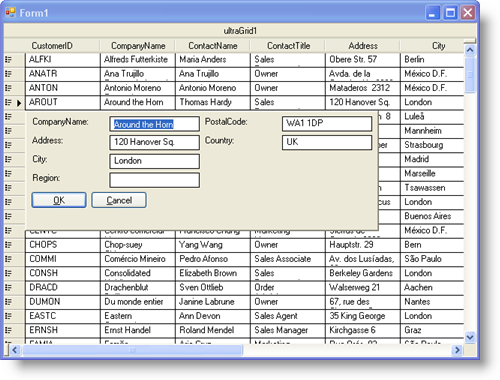 Form1
ultraGrid1
CustomerID CompanyName ContactName ContactTitle Address City
ALFKI Alfreds Futterkiste Maria Anders Sales Obere Str. 57 Berlin
ANATR Ana Trujillo Ana Trujillo Owner Avda. de la México D.F.
ANTON Antonio Moreno Antonio Moreno Owner Mataderos 2312 México D.F.
AROUT Around the Horn Thomas Hardy Sales 120 Hanover Sq. London
CompanyName: Around the Horn PostalCode: WA1 1DP 8 Luleå
Mannheim
Address: 120 Hanover Sq. Country: UK Strasbourg
City: London Madrid
Marseille
Region: Tsawassen
OK Cancel London
Buenos Aires
México D.F.
CHOPS Chop-suey Yang Wang Owner Hauptstr. 29 Bern
COMMI Comércio Mineiro Pedro Afonso Sales Associate Av. dos Lusíadas, São Paulo
CONSH Consolidated Elizabeth Brown Sales Berkeley Gardens London
DRACD Drachenblut Sven Ottlieb Order Walserweg 21 Aachen
DUMON Du monde entier Janine Labrune Owner 67, rue des Nantes
EASTC Eastern Ann Devon Sales Agent 35 King George London
ERNSH Ernst Handel Roland Mendel Sales Manager Kirchgasse 6 Graz